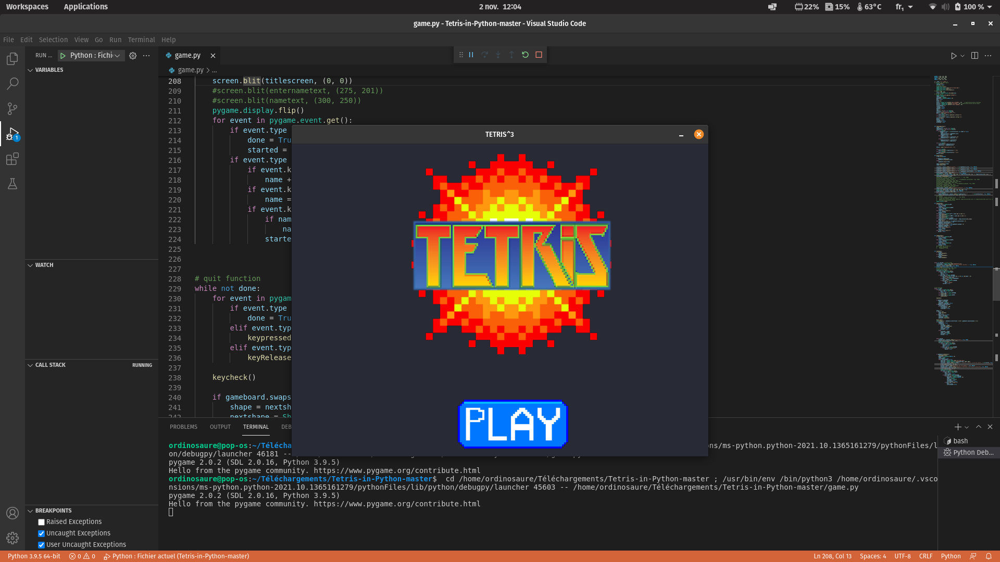 Workspaces Applications 2 nov. 12:04 22% 15% 63°C fr₁ 100 %
game.py - Tetris-in-Python-master - Visual Studio Code
File Edit Selection View Go Run Terminal Help
RUN ... Python : Fichi game.py
VARIABLES
game.py > ...
208 screen.blit(titlescreen, (0, 0))
209 #screen.blit(enternametext, (275, 201))
210 #screen.blit(nametext, (300, 250))
211 pygame.display.flip()
212 for event in pygame.event.get():
213 if event.type
214 done = Tru
215 started =
216 if event.type
217 if event.k
218 name +
219 if event.k
220 name =
221 if event.k
222 if nam
223 na
224 starte
225
226
227
228 # quit function
229 while not done:
230 for event in pygam
231 if event.type
232 done = Tru
233 elif event.typ
234 keypressed
235 elif event.typ
236 keyRelease
237
238 keycheck()
239
240 if gameboard.swaps
241 shape = nextsh
242 nextshape = Sh
TETRIS^3
TETRiS
PLAY
WATCH
CALL STACK RUNNING
BREAKPOINTS
Raised Exceptions
Uncaught Exceptions
User Uncaught Exceptions
1
PROBLEMS OUTPUT TERMINAL DEB
ordinosaure@pop-os:~/Télécha ons/ms-python.python-2021.10.1365161279/pythonFiles/l
on/debugpy/launcher 46181 --
pygame 2.0.2 (SDL 2.0.16, Python 3.9.5)
Hello from the pygame community. https://www.pygame.org/contribute.html
ordinosaure@pop-os:~/Téléchargements/Tetris-in-Python-master$ cd /home/ordinosaure/Téléchargements/Tetris-in-Python-master ; /usr/bin/env /bin/python3 /home/ordinosaure/.vsco
nsions/ms-python.python-2021.10.1365161279/pythonFiles/lib/python/debugpy/launcher 45603 -- /home/ordinosaure/Téléchargements/Tetris-in-Python-master/game.py
pygame 2.0.2 (SDL 2.0.16, Python 3.9.5)
Hello from the pygame community. https://www.pygame.org/contribute.html
bash
Python Deb...
Python 3.9.5 64-bit 0 0 Python : Fichier actuel (Tetris-in-Python-master) Ln 208, Col 13 Spaces: 4 UTF-8 CRLF Python